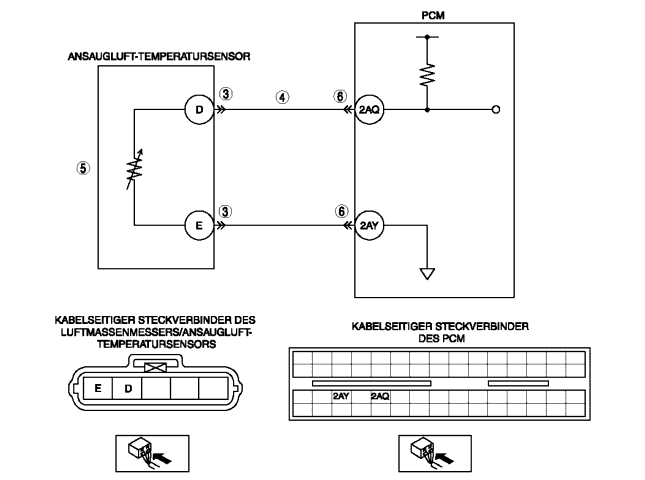 PCM
ANSAUGLUFT-TEMPERATURSENSOR
3
4
6
D
2AQ
5
3
6
E
2AY
KABELSEITIGER STECKVERBINDER DES
LUFTMASSENMESSERS/ANSAUGLUFT-
TEMPERATURSENSORS
KABELSEITIGER STECKVERBINDER
DES PCM
E D
2AY 2AQ